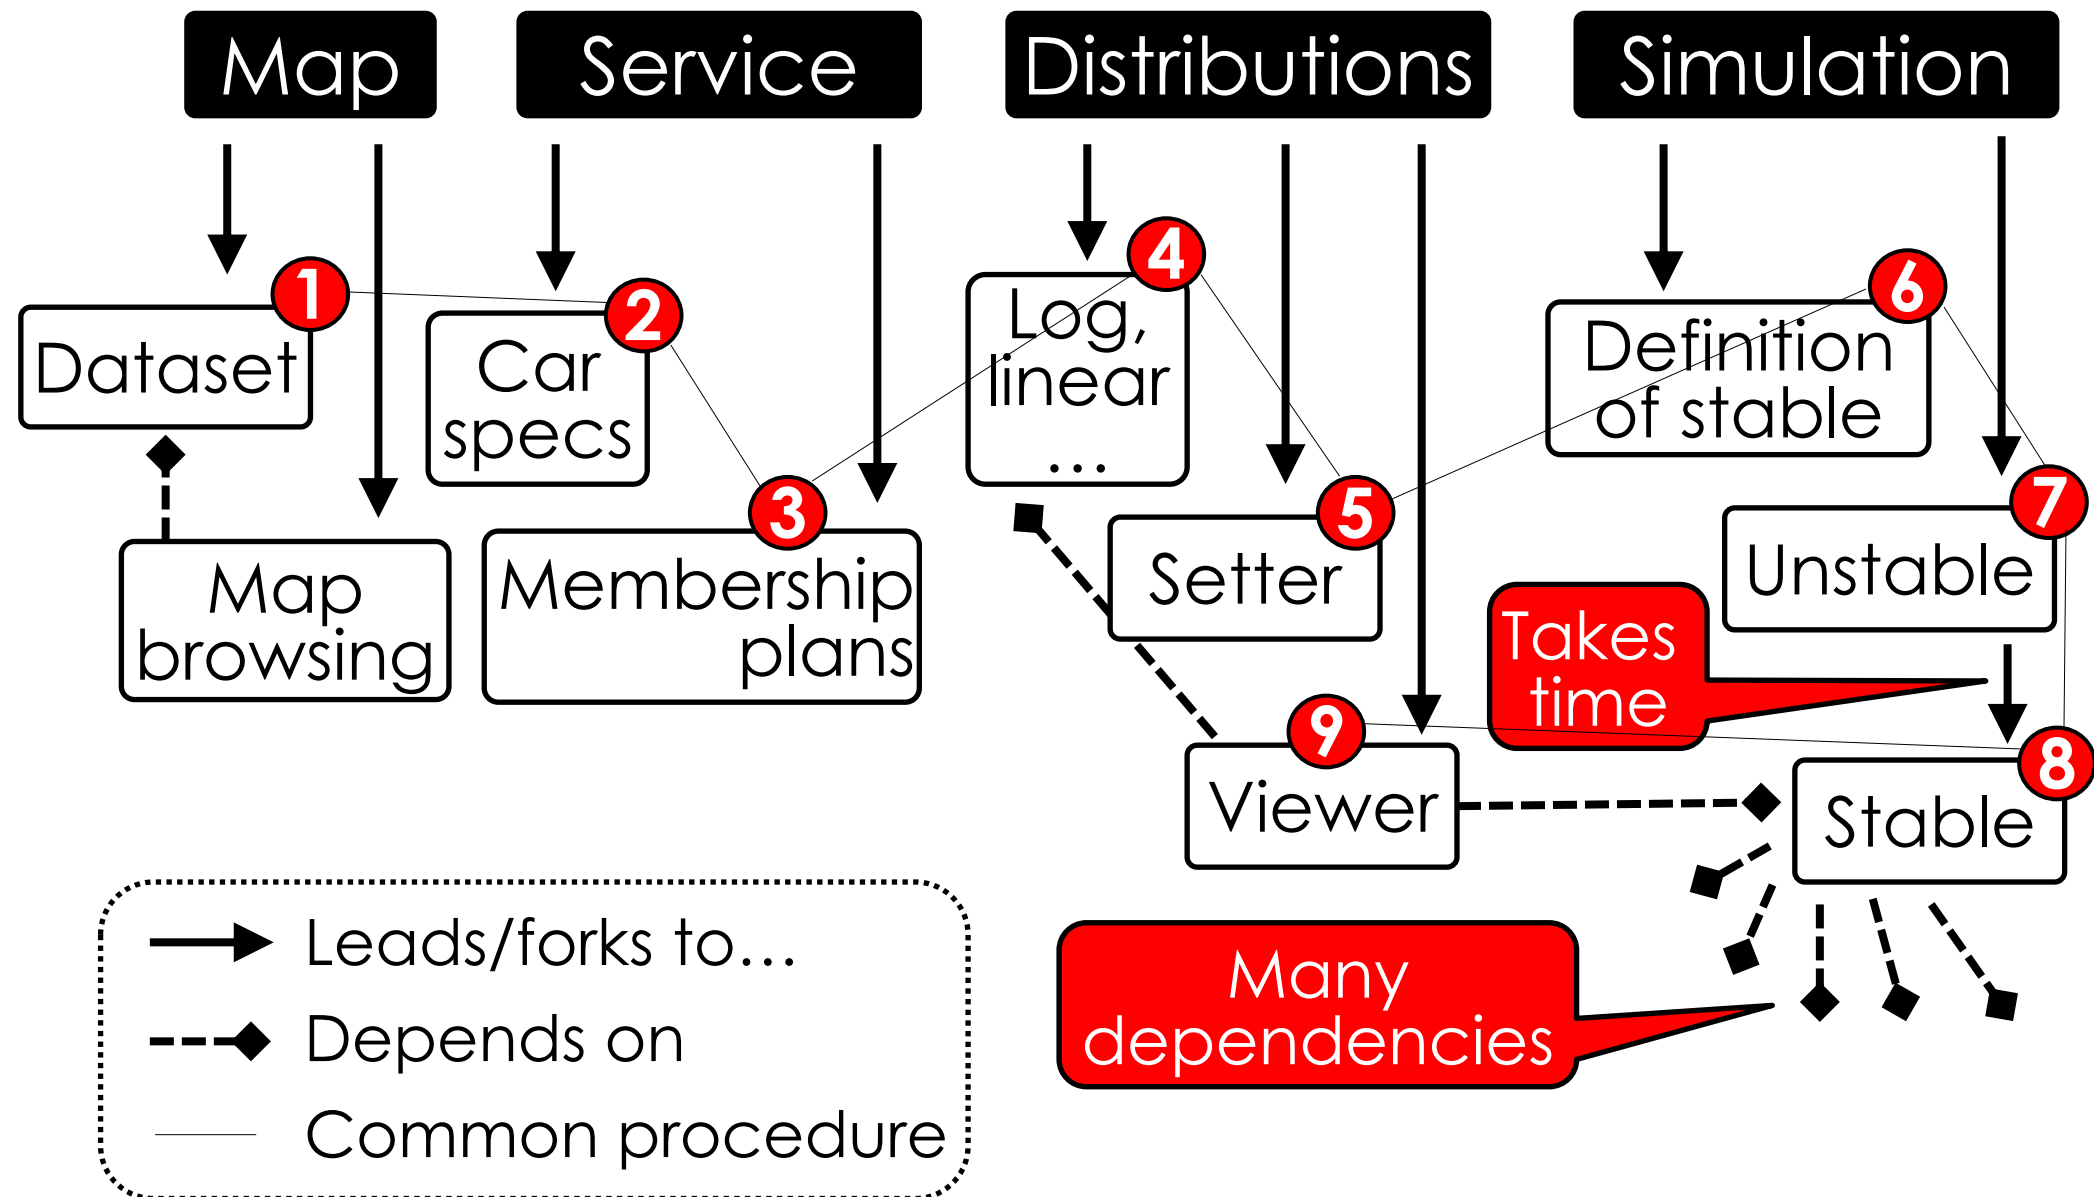 Map
Service
Distributions
Simulation
1
Dataset
2
Car
specs
3
Membership
plans
Map
browsing
4
Log,
linear
...
5
Setter
6
Definition
of stable
7
Unstable
Takes
time
9
Viewer
8
Stable
Many
dependencies
Leads/forks to...
Depends on
Common procedure